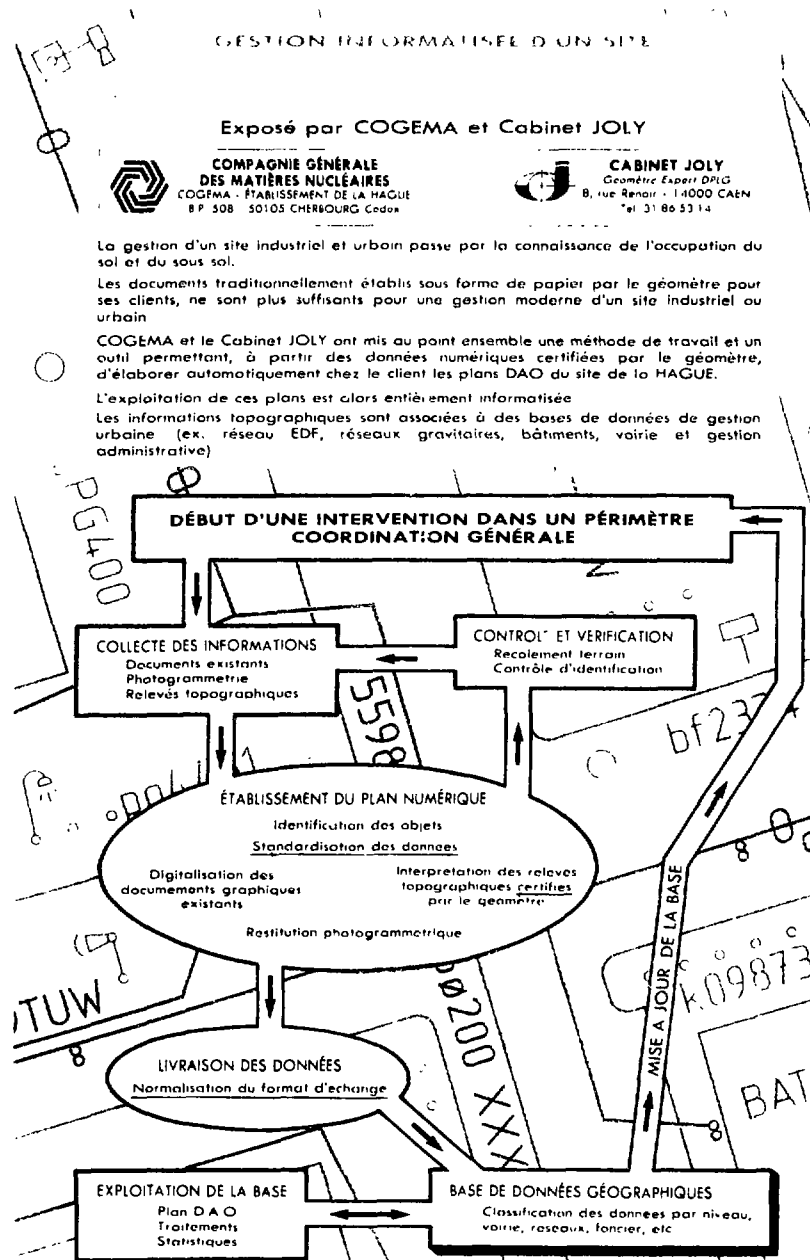 GESTION INFORMATISEE D'UN SITE
Exposé par COGEMA et Cabinet JOLY
COMPAGNIE GÉNÉRALE
DES MATIÈRES NUCLÉAIRES
COGEMA - ÉTABLISSEMENT DE LA HAGUE
B P 508 50105 CHERBOURG Cedex
CABINET JOLY
Géomètre Expert DPLG
8, rue Renoir - 14000 CAEN
Tel 31 86 53 14
La gestion d'un site industriel et urbain passe par la connaissance de l'occupation du
sol et du sous sol.
Les documents traditionnellement établis sous forme de papier par le géomètre pour
ses clients, ne sont plus suffisants pour une gestion moderne d'un site industriel ou
urbain
COGEMA et le Cabinet JOLY ont mis au point ensemble une méthode de travail et un
outil permettant, à partir des données numériques certifiées par le géomètre,
d'élaborer automatiquement chez le client les plans DAO du site de la HAGUE.
L'exploitation de ces plans est alors entièrement informatisée
Les informations topographiques sont associées à des bases de données de gestion
urbaine (ex. réseau EDF, réseaux gravitaires, bâtiments, voirie et gestion
administrative)
PG400
DÉBUT D'UNE INTERVENTION DANS UN PÉRIMÈTRE
COORDINATION GÉNÉRALE
COLLECTE DES INFORMATIONS
Documents existants
Photogrammetrie
Relevés topographiques
CONTROL ET VERIFICATION
Recolement terrain
Contrôle d'identification
5598
bf237
ÉTABLISSEMENT DU PLAN NUMÉRIQUE
Identification des objets
Standardisation des données
Digitalisation des
documements graphiques
existants
Interpretation des releves
topographiques certifies
par le geometre
Restitution photogrammetrique
MISE A JOUR DE LA BASE
k09873
OTUW
Ø200 XXX
BAT
LIVRAISON DES DONNÉES
Normalisation du format d'echange
EXPLOITATION DE LA BASE
Plan D A O
Traitements
Statistiques
BASE DE DONNÉES GÉOGRAPHIQUES
Classification des données par niveau,
voirie, reseaux, foncier, etc